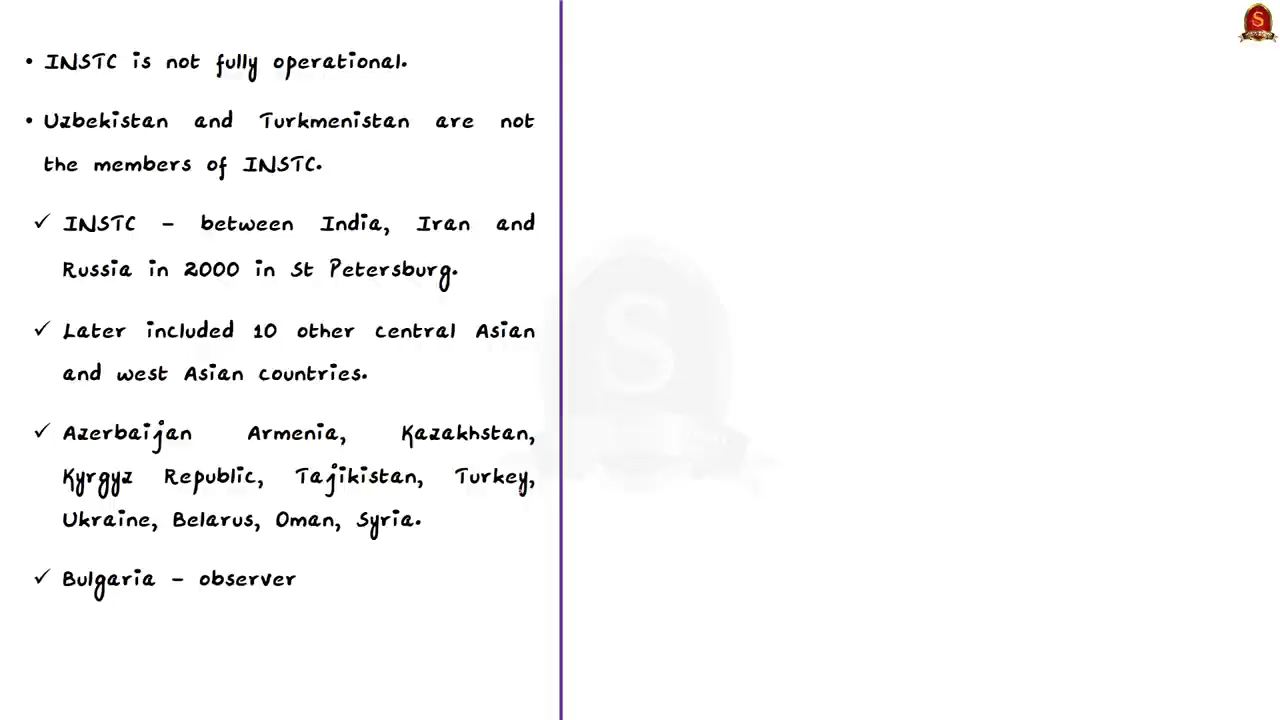 • INSTC is not fully operational.
• Uzbekistan and Turkmenistan are not
the members of INSTC.
✓ INSTC – between India, Iran and
Russia in 2000 in St Petersburg.
✓ Later included 10 other central Asian
and west Asian countries.
✓ Azerbaijan Armenia, Kazakhstan,
Kyrgyz Republic, Tajikistan, Turkey,
Ukraine, Belarus, Oman, Syria.
✓ Bulgaria – observer
S
S